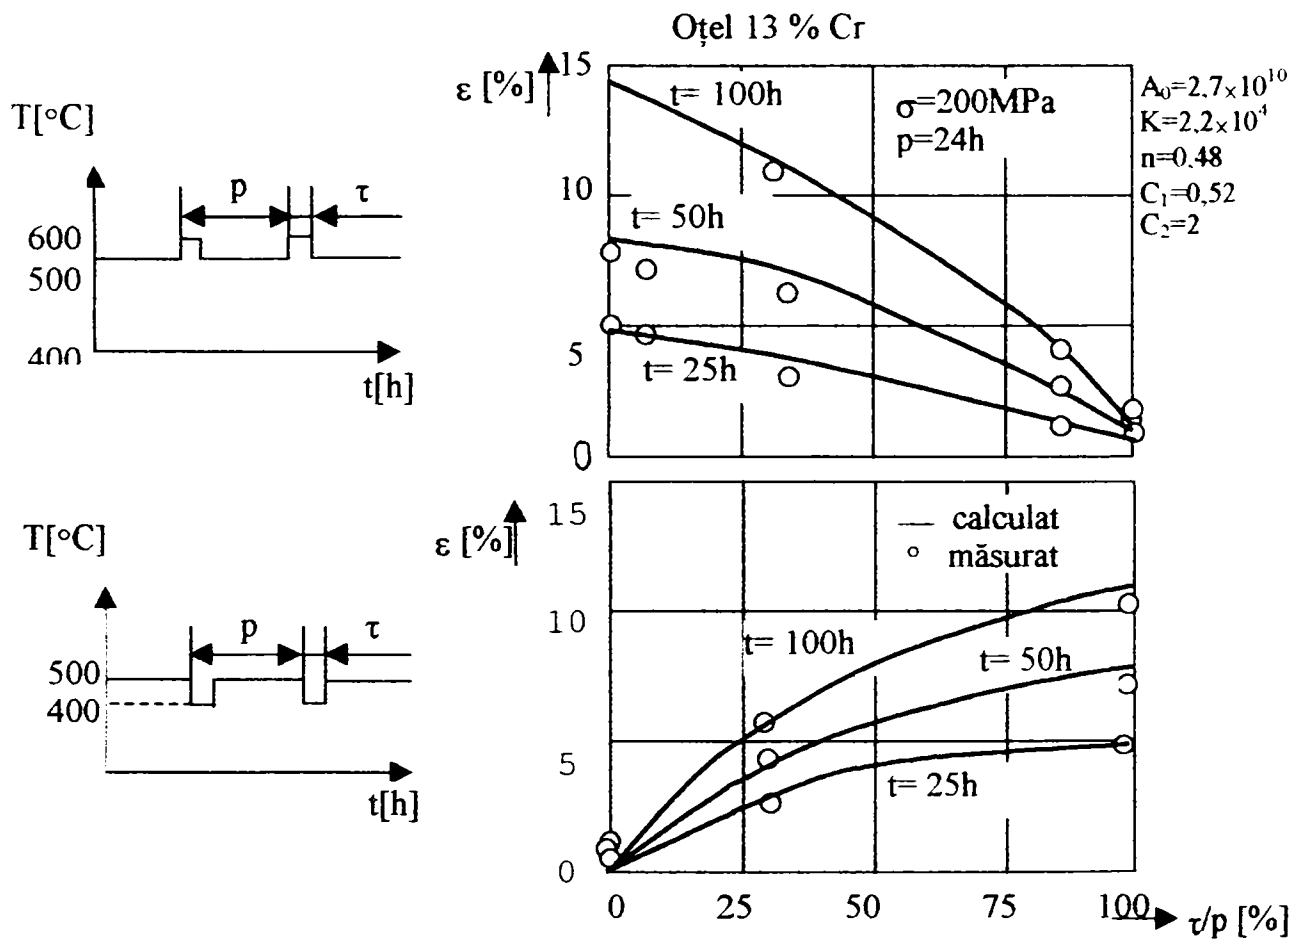 Oțel 13 % Cr
T[°C]
600
500
400
p
τ
t[h]
ε [%]
15
10
5
0
t= 100h
t= 50h
t= 25h
σ=200MPa
p=24h
A₀=2,7×10¹⁰
K=2,2×10⁴
n=0,48
C₁=0,52
C₂=2
T[°C]
500
400
p
τ
t[h]
ε [%]
15
10
5
0
— calculat
○ măsurat
t= 100h
t= 50h
t= 25h
0 25 50 75 100
τ/p [%]